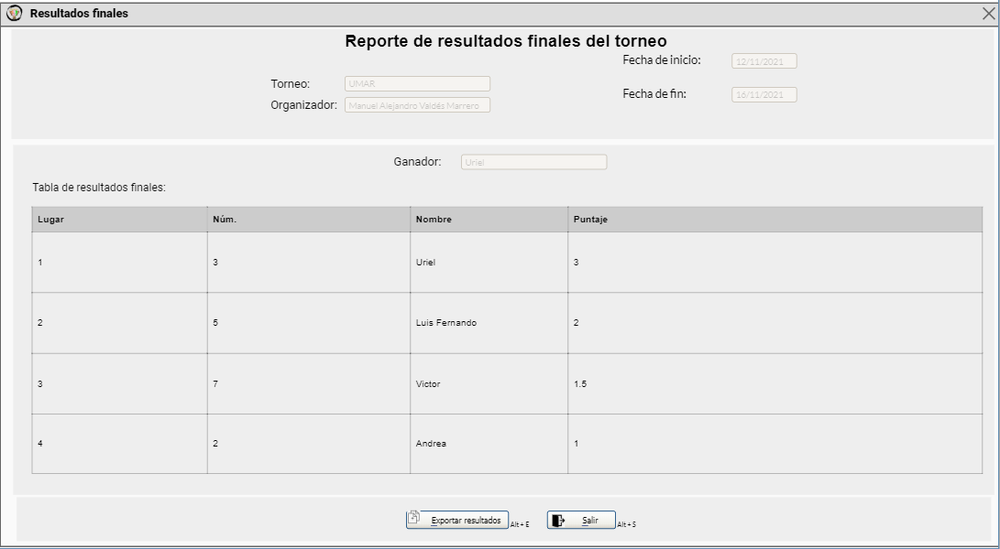 Resultados finales
Reporte de resultados finales del torneo
Fecha de inicio: 12/11/2021
Torneo: UMAR
Fecha de fin: 16/11/2021
Organizador: Manuel Alejandro Valdés Marrero
Ganador: Uriel
Tabla de resultados finales:
Lugar Núm. Nombre Puntaje
1 3 Uriel 3
2 5 Luis Fernando 2
3 7 Victor 1.5
4 2 Andrea 1
Exportar resultados Alt + E Salir Alt + S